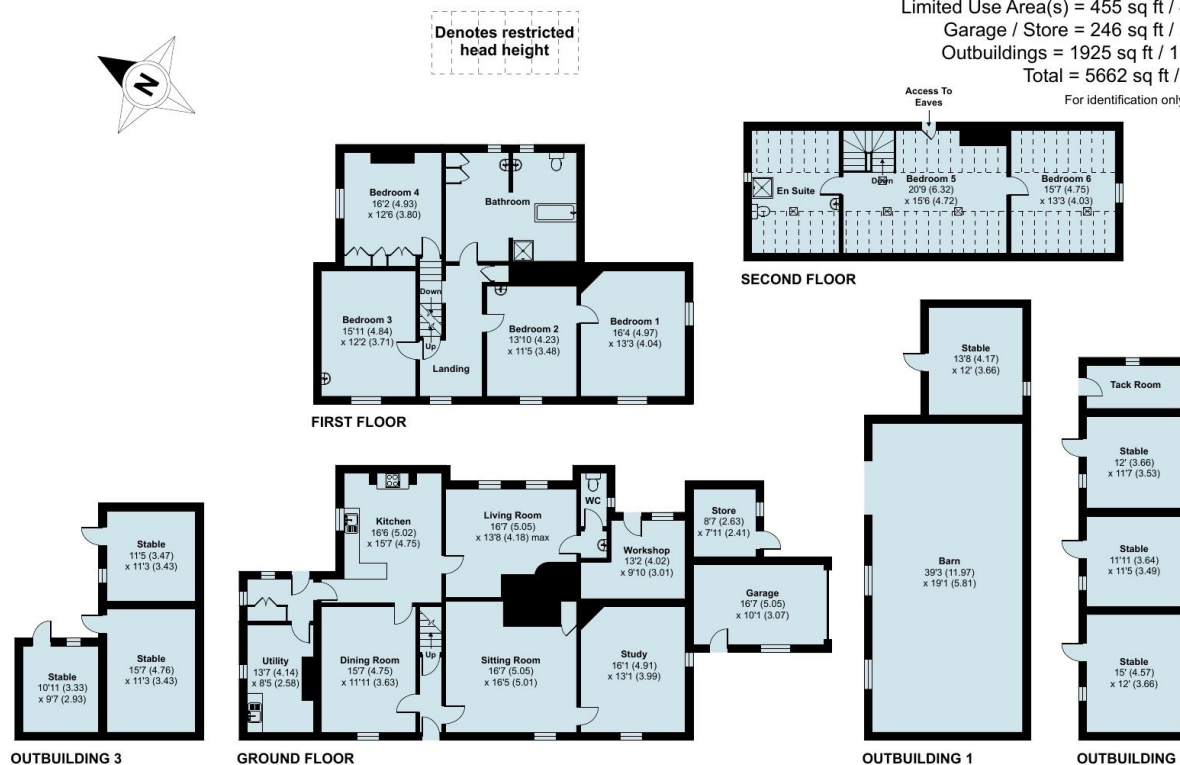 Limited Use Area(s) = 455 sq ft /
Garage / Store = 246 sq ft /
Outbuildings = 1925 sq ft / 1
Total = 5662 sq ft /
For identification only
Denotes restricted
head height
N
Access To
Eaves
En Suite
Down
Bedroom 5
20'9 (6.32)
x 15'6 (4.72)
Bedroom 6
15'7 (4.75)
x 13'3 (4.03)
SECOND FLOOR
Bedroom 4
16'2 (4.93)
x 12'6 (3.80)
Bathroom
Down
Up
Bedroom 3
15'11 (4.84)
x 12'2 (3.71)
Landing
Bedroom 2
13'10 (4.23)
x 11'5 (3.48)
Bedroom 1
16'4 (4.97)
x 13'3 (4.04)
FIRST FLOOR
Stable
13'8 (4.17)
x 12' (3.66)
Barn
39'3 (11.97)
x 19'1 (5.81)
OUTBUILDING 1
Tack Room
Stable
12' (3.66)
x 11'7 (3.53)
Stable
11'11 (3.64)
x 11'5 (3.49)
Stable
15' (4.57)
x 12' (3.66)
OUTBUILDING
Stable
11'5 (3.47)
x 11'3 (3.43)
Stable
15'7 (4.76)
x 11'3 (3.43)
Stable
10'11 (3.33)
x 9'7 (2.93)
OUTBUILDING 3
Kitchen
16'6 (5.02)
x 15'7 (4.75)
Living Room
16'7 (5.05)
x 13'8 (4.18) max
WC
Workshop
13'2 (4.02)
x 9'10 (3.01)
Store
8'7 (2.63)
x 7'11 (2.41)
Garage
16'7 (5.05)
x 10'1 (3.07)
Utility
13'7 (4.14)
x 8'5 (2.58)
Dining Room
15'7 (4.75)
x 11'11 (3.63)
Up
Sitting Room
16'7 (5.05)
x 16'5 (5.01)
Study
16'1 (4.91)
x 13'1 (3.99)
GROUND FLOOR